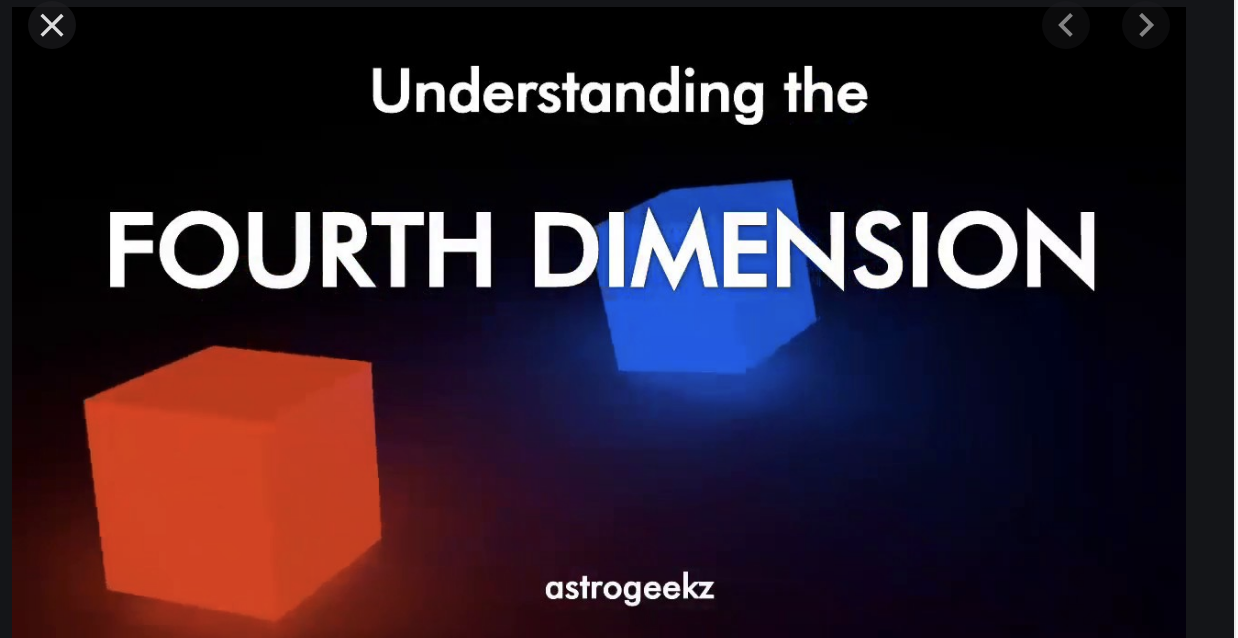 Understanding the
FOURTH DIMENSION
astrogeekz